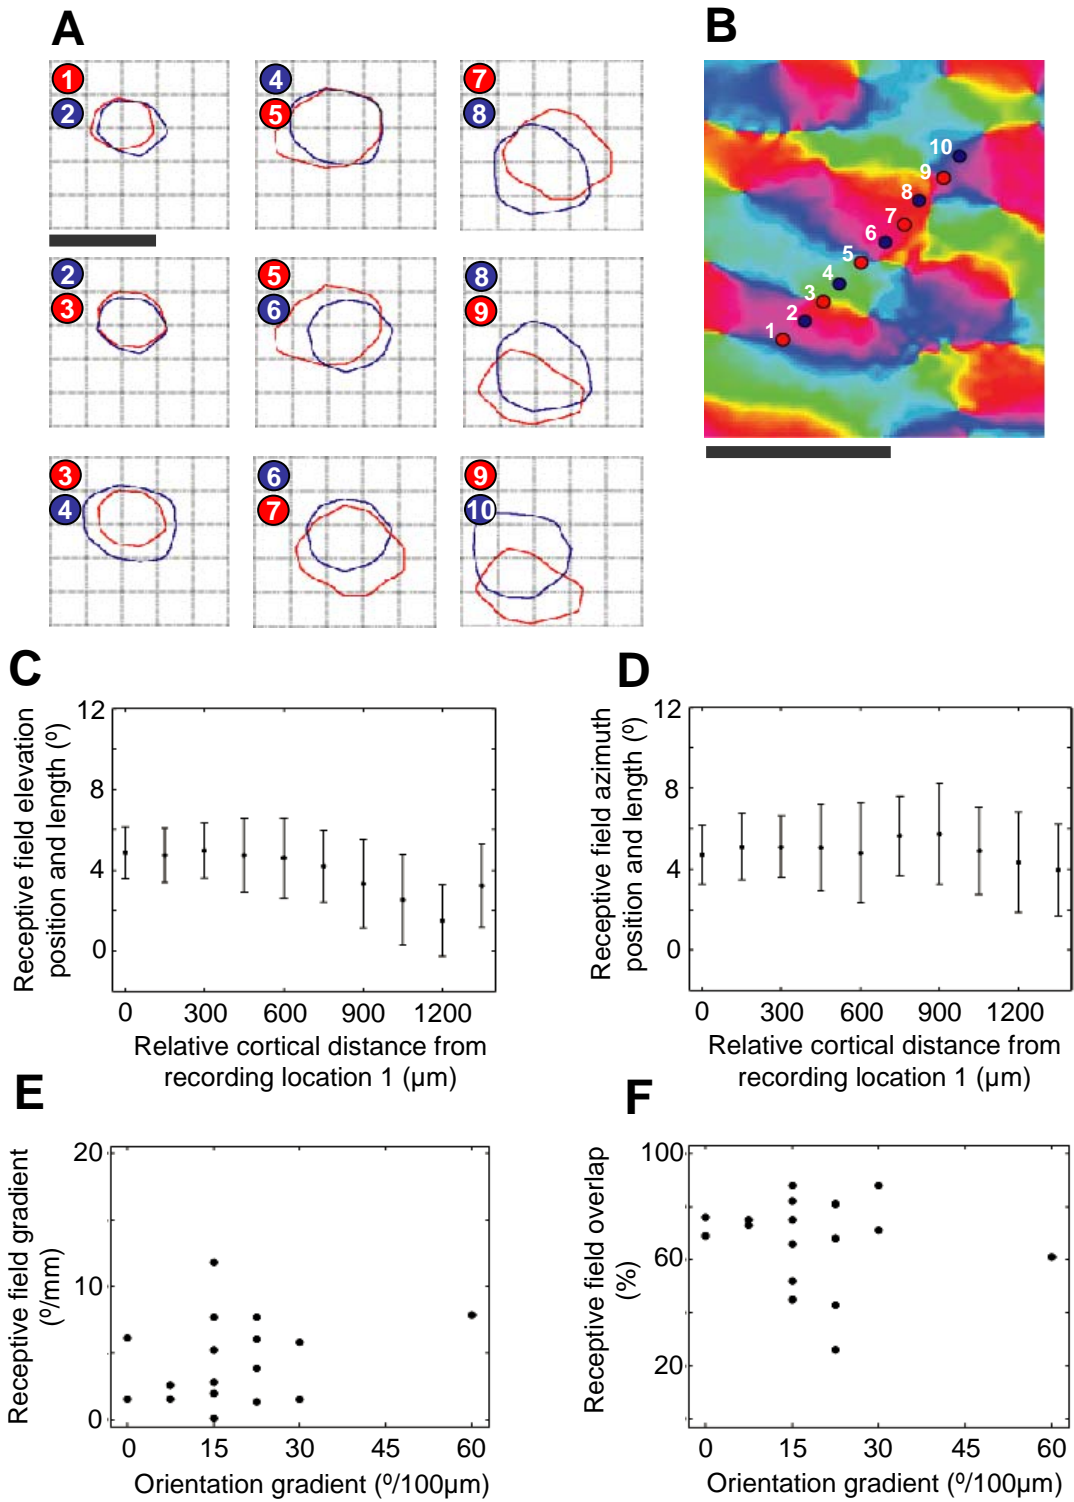 A
B
1
2
4
5
7
8
2
3
5
6
8
9
3
4
6
7
9
10
10
9
8
7
6
5
4
3
2
1
C
D
Receptive field elevation
position and length (º)
12
8
4
0
0 300 600 900 1200
Relative cortical distance from
recording location 1 (µm)
Receptive field azimuth
position and length (º)
12
8
4
0
0 300 600 900 1200
Relative cortical distance from
recording location 1 (µm)
E
F
Receptive field gradient
(º/mm)
20
10
0
0 15 30 45 60
Orientation gradient (º/100µm)
Receptive field overlap
(%)
100
60
20
0 15 30 45 60
Orientation gradient (º/100µm)